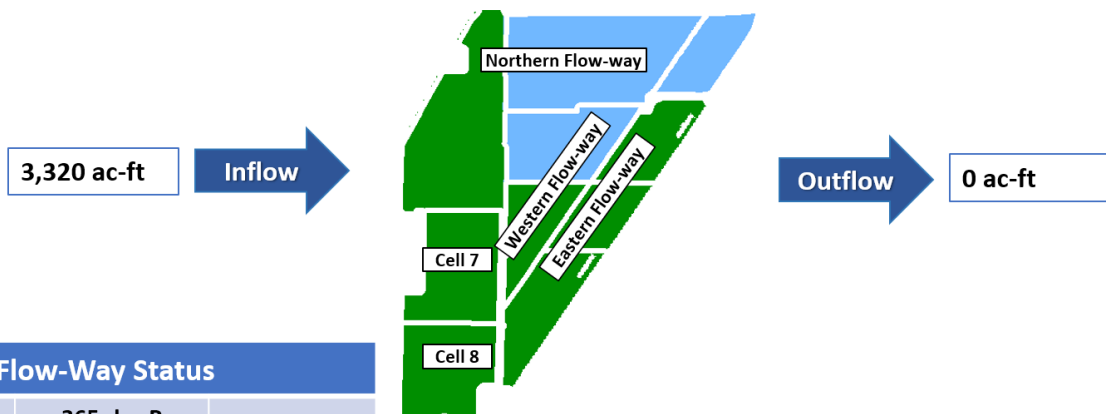 Northern Flow-way
3,320 ac-ft
Inflow
Western Flow-way
Eastern Flow-way
Outflow
0 ac-ft
Cell 7
Cell 8
Flow-Way Status